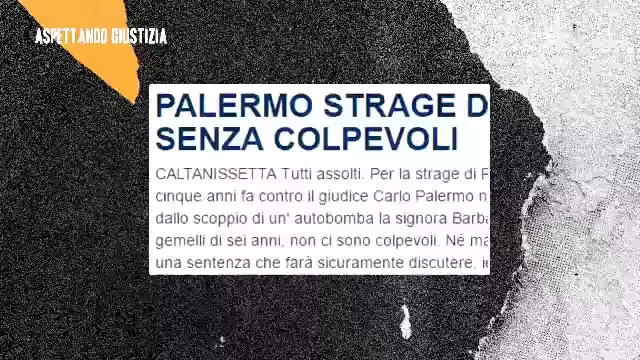 ASPETTANDO GIUSTIZIA
PALERMO STRAGE D
SENZA COLPEVOLI
CALTANISSETTA Tutti assolti. Per la strage di
cinque anni fa contro il giudice Carlo Palermo
dallo scoppio di un' autobomba la signora
gemelli di sei anni, non ci sono colpevoli. Né
una sentenza che farà sicuramente discutere,